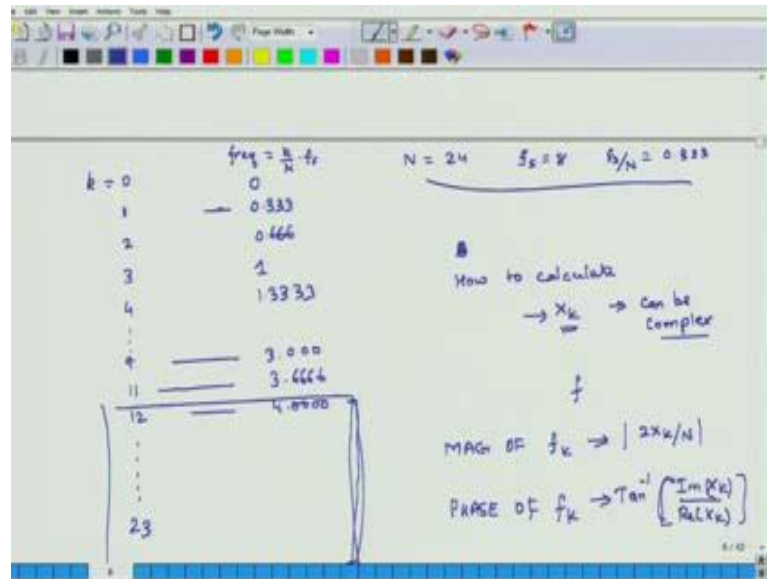 Page Width
freq = k/N · fs
N = 24 fs = 8 fs/N = 0.333
k = 0 0
1 — 0.333
2 0.666
3 1
4 1.3333
9 — 3.000
11 — 3.6666
12 — 4.0000
23
How to calculate
→ Xk → can be
complex
f
MAG OF fk → | 2Xk/N |
PHASE OF fk → Tan⁻¹ [ Im(Xk) / Re(Xk) ]